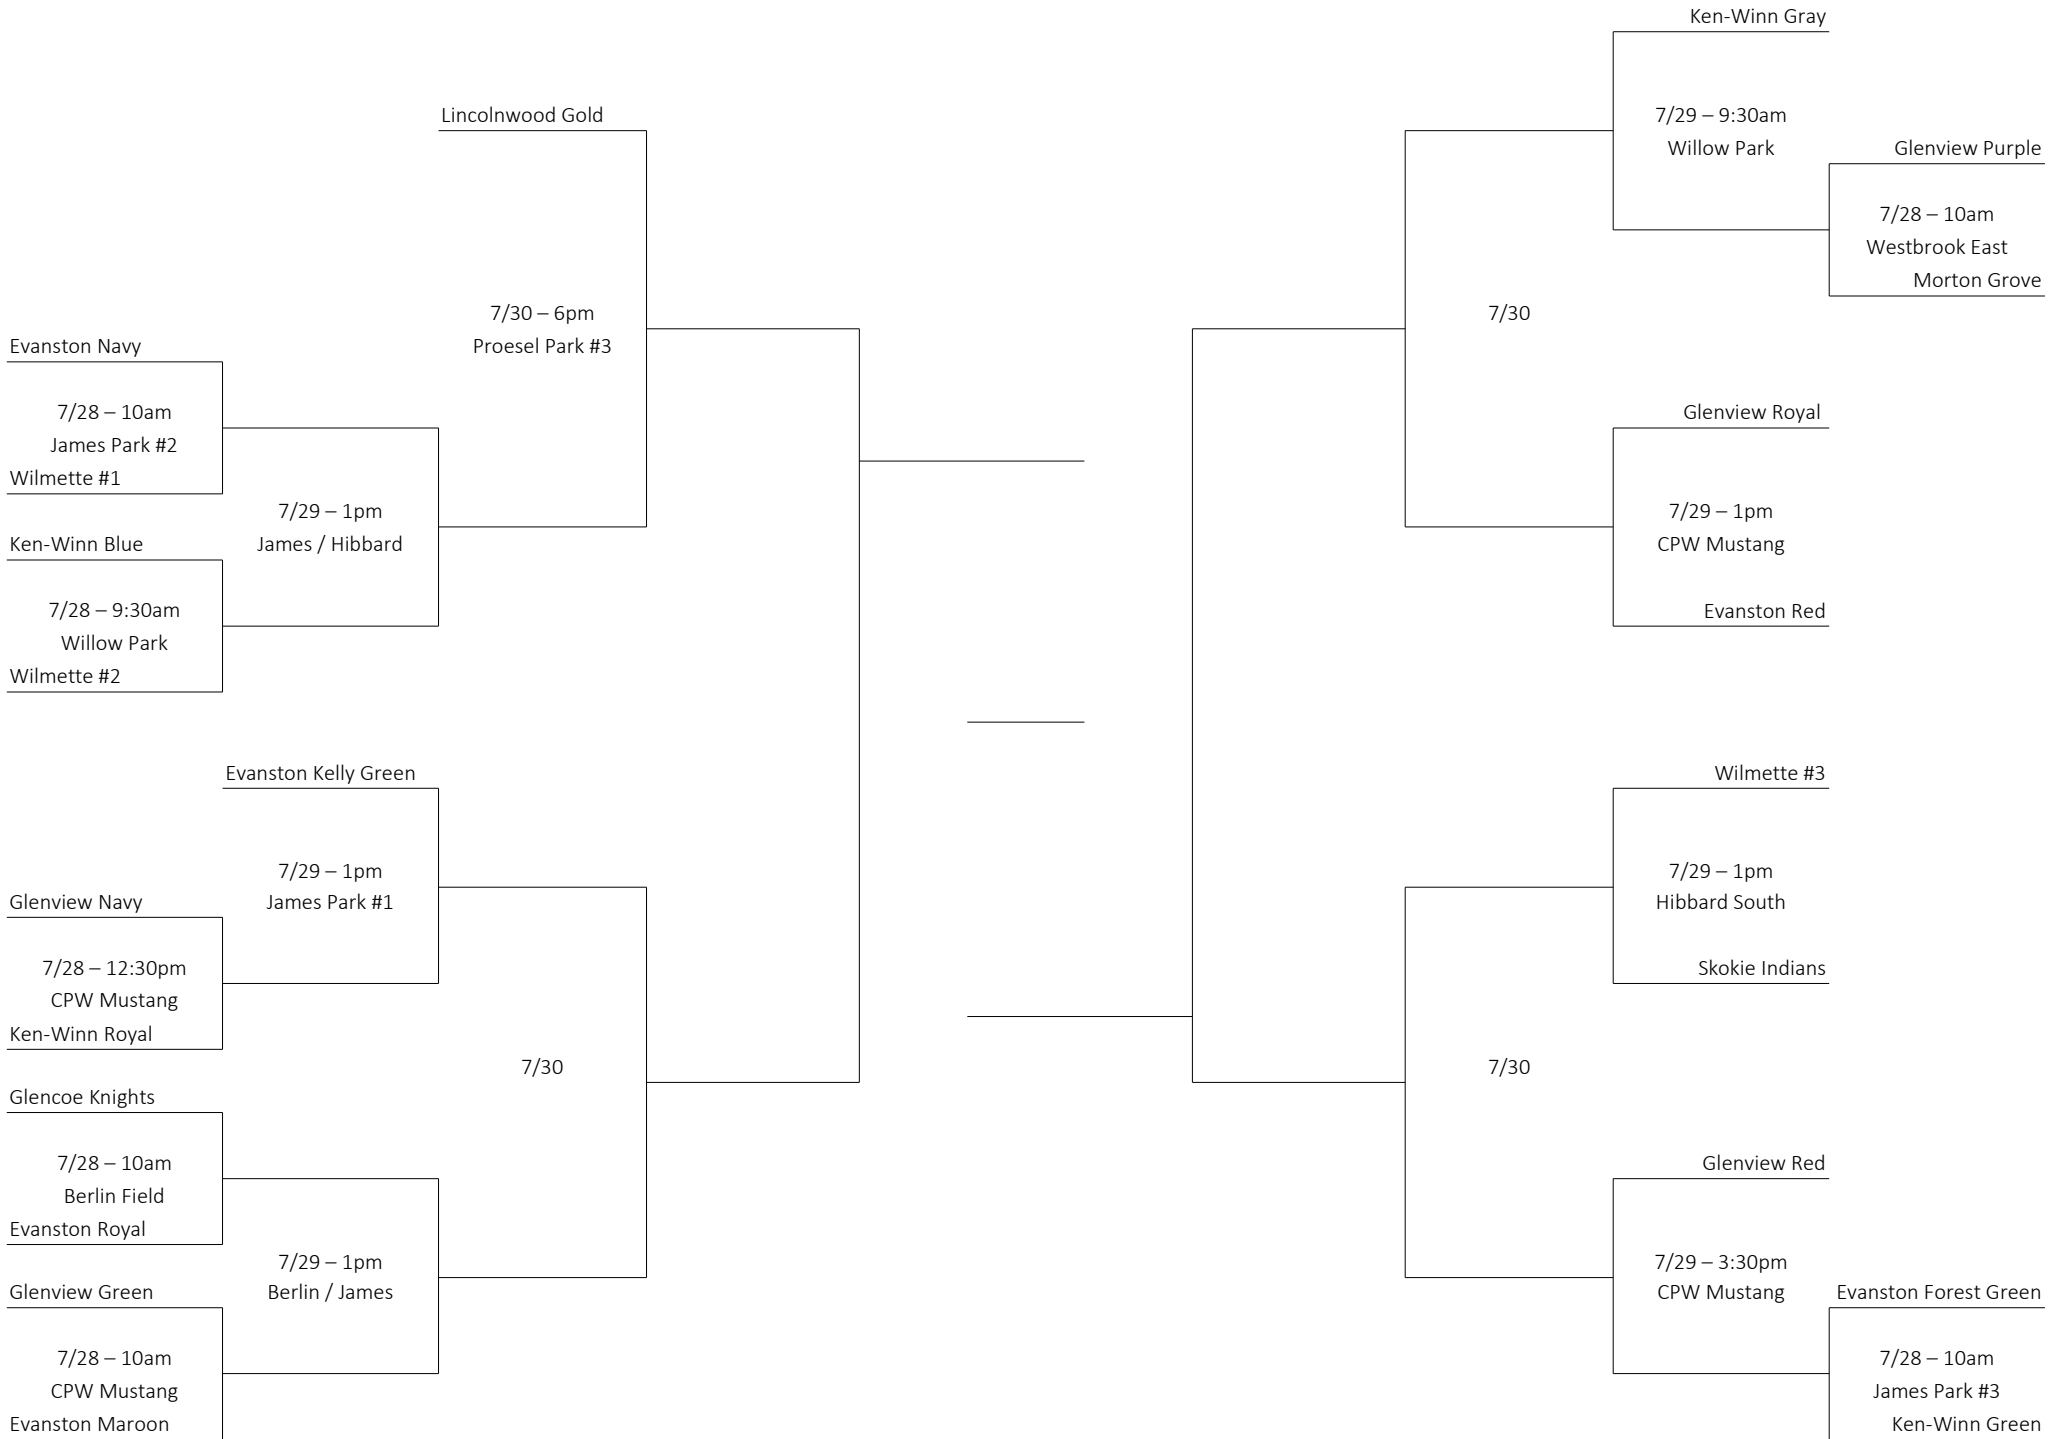 Lincolnwood Gold
7/30 – 6pm
Proesel Park #3
Evanston Navy
7/28 – 10am
James Park #2
Wilmette #1
7/29 – 1pm
James / Hibbard
Ken-Winn Blue
7/28 – 9:30am
Willow Park
Wilmette #2
Evanston Kelly Green
7/29 – 1pm
James Park #1
Glenview Navy
7/28 – 12:30pm
CPW Mustang
Ken-Winn Royal
7/30
Glencoe Knights
7/28 – 10am
Berlin Field
Evanston Royal
7/29 – 1pm
Berlin / James
Glenview Green
7/28 – 10am
CPW Mustang
Evanston Maroon
Ken-Winn Gray
7/29 – 9:30am
Willow Park
Glenview Purple
7/28 – 10am
Westbrook East
Morton Grove
7/30
Glenview Royal
7/29 – 1pm
CPW Mustang
Evanston Red
Wilmette #3
7/29 – 1pm
Hibbard South
Skokie Indians
7/30
Glenview Red
7/29 – 3:30pm
CPW Mustang
Evanston Forest Green
7/28 – 10am
James Park #3
Ken-Winn Green